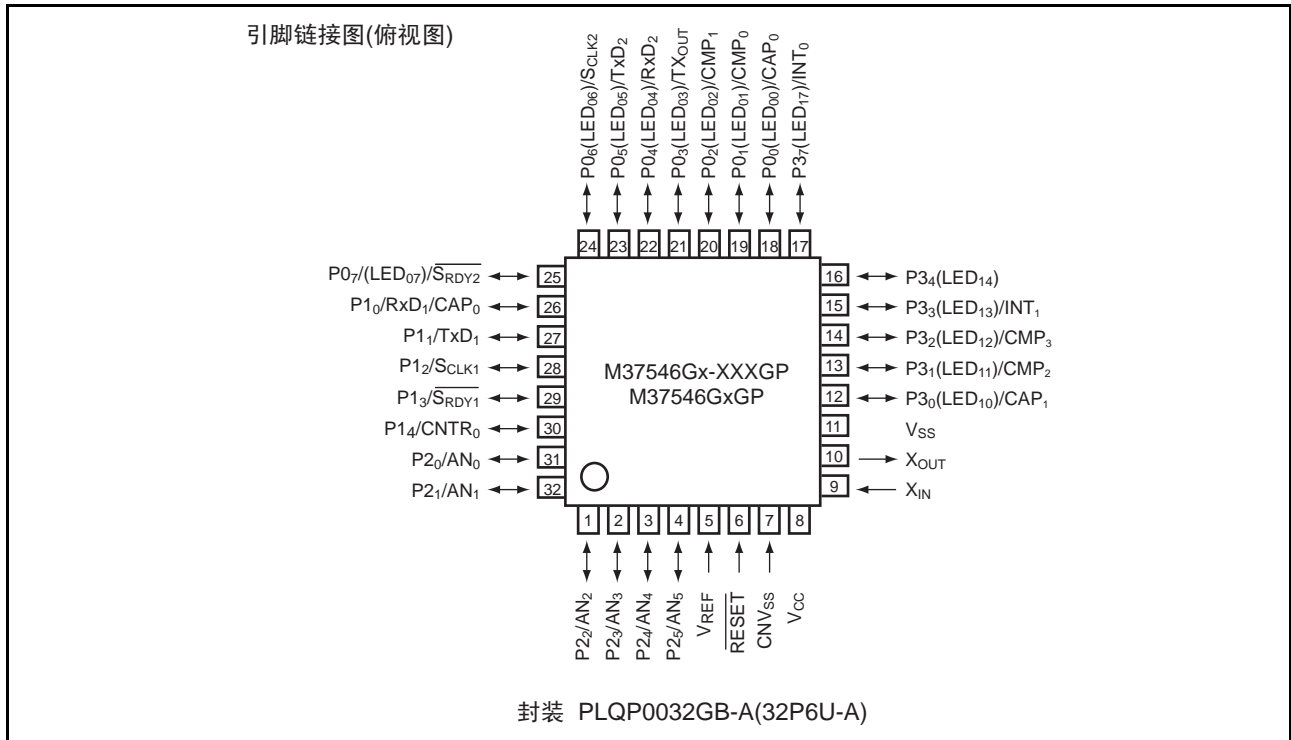 引脚链接图(俯视图)
P0₆(LED₀₆)/S_CLK2
P0₅(LED₀₅)/TxD₂
P0₄(LED₀₄)/RxD₂
P0₃(LED₀₃)/TX_OUT
P0₂(LED₀₂)/CMP₁
P0₁(LED₀₁)/CMP₀
P0₀(LED₀₀)/CAP₀
P3₇(LED₁₇)/INT₀
24 23 22 21 20 19 18 17
P0₇/(LED₀₇)/S_RDY2 25
P1₀/RxD₁/CAP₀ 26
P1₁/TxD₁ 27
P1₂/S_CLK1 28
P1₃/S_RDY1 29
P1₄/CNTR₀ 30
P2₀/AN₀ 31
P2₁/AN₁ 32
M37546Gx-XXXGP
M37546GxGP
16 P3₄(LED₁₄)
15 P3₃(LED₁₃)/INT₁
14 P3₂(LED₁₂)/CMP₃
13 P3₁(LED₁₁)/CMP₂
12 P3₀(LED₁₀)/CAP₁
11 V_SS
10 X_OUT
9 X_IN
1 2 3 4 5 6 7 8
P2₂/AN₂
P2₃/AN₃
P2₄/AN₄
P2₅/AN₅
V_REF
RESET
CNV_SS
V_CC
封装 PLQP0032GB-A(32P6U-A)